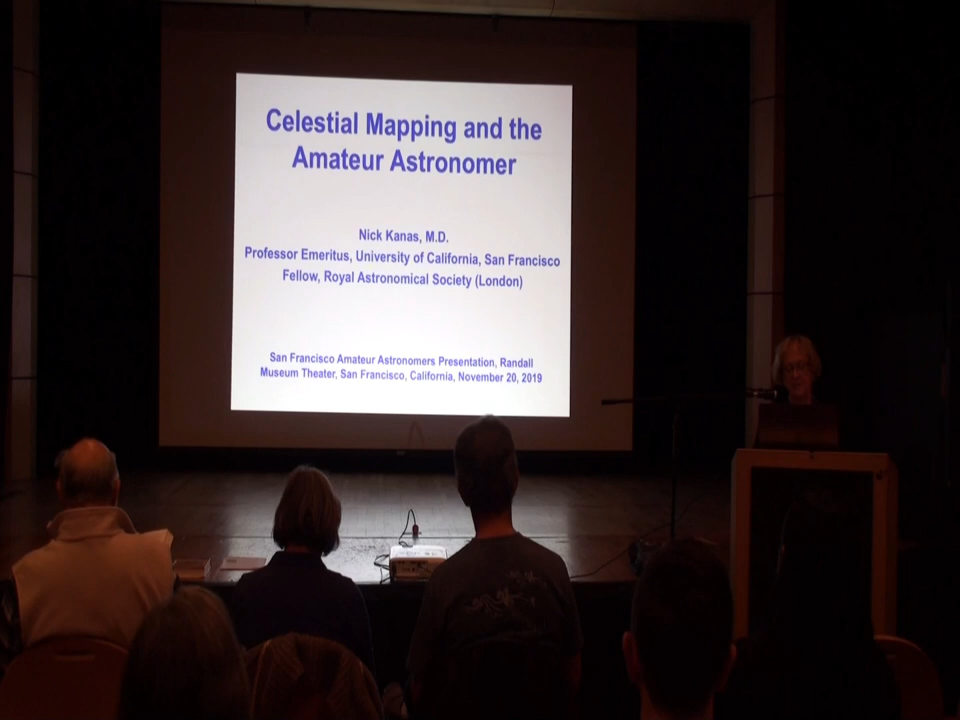 Celestial Mapping and the
Amateur Astronomer
Nick Kanas, M.D.
Professor Emeritus, University of California, San Francisco
Fellow, Royal Astronomical Society (London)
San Francisco Amateur Astronomers Presentation, Randall
Museum Theater, San Francisco, California, November 20, 2019